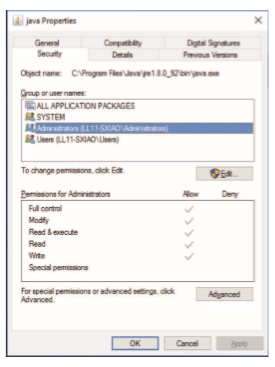 java Properties
General
Compatibility
Digital Signatures
Security
Details
Previous Versions
Object name: C:\Program Files\Java\jre1.8.0_92\bin\java.exe
Group or user names:
ALL APPLICATION PACKAGES
SYSTEM
Administrators (LL11-SXIAO\Administrators)
Users (LL11-SXIAO\Users)
To change permissions, click Edit.
Edit...
Permissions for Administrators Allow Deny
Full control
Modify
Read & execute
Read
Write
Special permissions
For special permissions or advanced settings, click
Advanced.
Advanced
OK Cancel Apply